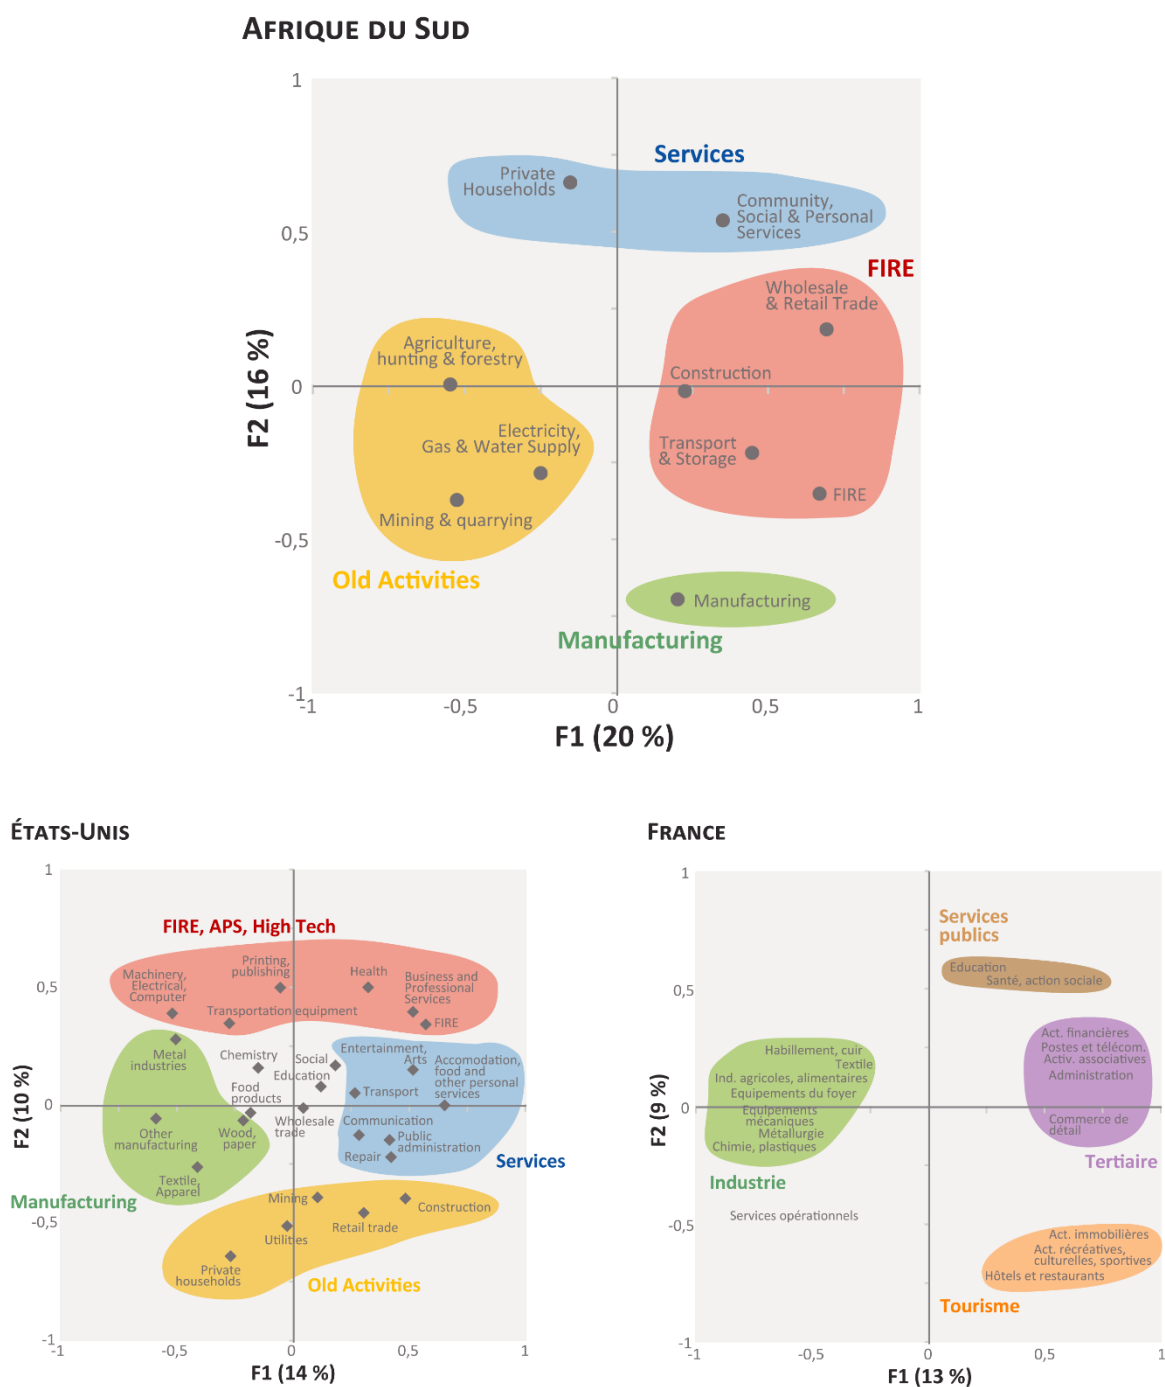 AFRIQUE DU SUD
1
0,5
0
-0,5
-1
-1
-0,5
0
0,5
1
F2 (16 %)
F1 (20 %)
Services
Private
Households
Community,
Social & Personal
Services
FIRE
Wholesale
& Retail Trade
Construction
Transport
& Storage
FIRE
Agriculture,
hunting & forestry
Electricity,
Gas & Water Supply
Mining & quarrying
Old Activities
Manufacturing
Manufacturing
ÉTATS-UNIS
1
0,5
0
-0,5
-1
-1
-0,5
0
0,5
1
F2 (10 %)
F1 (14 %)
FIRE, APS, High Tech
Machinery,
Electrical,
Computer
Printing,
publishing
Health
Business and
Professional
Services
Transportation equipment
FIRE
Metal
industries
Chemistry
Social
Education
Entertainment,
Arts
Accomodation,
food and
other personal
services
Transport
Food
products
Wholesale
trade
Communication
Public
administration
Repair
Other
manufacturing
Wood,
paper
Textile,
Apparel
Services
Manufacturing
Mining
Construction
Retail trade
Utilities
Private
households
Old Activities
FRANCE
1
0,5
0
-0,5
-1
-1
-0,5
0
0,5
1
F2 (9 %)
F1 (13 %)
Services
publics
Education
Santé, action sociale
Act. financières
Postes et télécom.
Activ. associatives
Administration
Commerce de
détail
Tertiaire
Habillement, cuir
Textile
Ind. agricoles, alimentaires
Equipements du foyer
Equipements
mécaniques
Métallurgie
Chimie, plastiques
Industrie
Services opérationnels
Act. immobilières
Act. récréatives,
culturelles, sportives
Hôtels et restaurants
Tourisme